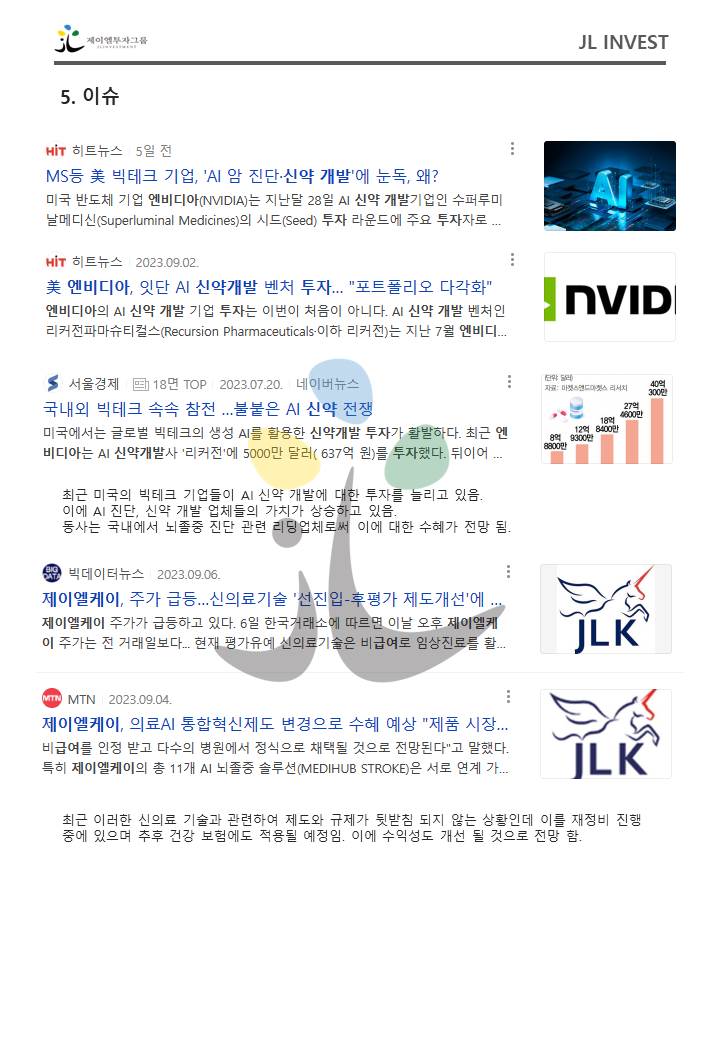 제이엘투자그룹
JLINVESTMENT
JL INVEST
5. 이슈
HiT 히트뉴스 5일 전
MS등 美 빅테크 기업, 'AI 암 진단·신약 개발'에 눈독, 왜?
미국 반도체 기업 엔비디아(NVIDIA)는 지난달 28일 AI 신약 개발기업인 수퍼루미
날메디신(Superluminal Medicines)의 시드(Seed) 투자 라운드에 주요 투자자로 ...
AI
HiT 히트뉴스 2023.09.02.
美 엔비디아, 잇단 AI 신약개발 벤처 투자... "포트폴리오 다각화"
엔비디아의 AI 신약 개발 기업 투자는 이번이 처음이 아니다. AI 신약 개발 벤처인
리커전파마슈티컬스(Recursion Pharmaceuticals·이하 리커전)는 지난 7월 엔비디...
NVIDI
서울경제 18면 TOP 2023.07.20. 네이버뉴스
국내외 빅테크 속속 참전 ...불붙은 AI 신약 전쟁
미국에서는 글로벌 빅테크의 생성 AI를 활용한 신약개발 투자가 활발하다. 최근 엔
비디아는 AI 신약개발사 '리커전'에 5000만 달러( 637억 원)를 투자했다. 뒤이어 ...
(단위: 달러)
자료: 마켓스앤드마켓스 리서치
8억
8800만
12억
9300만
18억
8400만
27억
4600만
40억
300만
최근 미국의 빅테크 기업들이 AI 신약 개발에 대한 투자를 늘리고 있음.
이에 AI 진단, 신약 개발 업체들의 가치가 상승하고 있음.
동사는 국내에서 뇌졸중 진단 관련 리딩업체로써 이에 대한 수혜가 전망 됨.
BIG DATA 빅데이터뉴스 2023.09.06.
제이엘케이, 주가 급등...신의료기술 '선진입-후평가 제도개선'에 ...
제이엘케이 주가가 급등하고 있다. 6일 한국거래소에 따르면 이날 오후 제이엘케
이 주가는 전 거래일보다... 현재 평가유예 신의료기술은 비급여로 임상진료를 활...
JLK
MTN MTN 2023.09.04.
제이엘케이, 의료AI 통합혁신제도 변경으로 수혜 예상 "제품 시장...
비급여를 인정 받고 다수의 병원에서 정식으로 채택될 것으로 전망된다"고 말했다.
특히 제이엘케이의 총 11개 AI 뇌졸중 솔루션(MEDIHUB STROKE)은 서로 연계 가...
JLK
최근 이러한 신의료 기술과 관련하여 제도와 규제가 뒷받침 되지 않는 상황인데 이를 재정비 진행
중에 있으며 추후 건강 보험에도 적용될 예정임. 이에 수익성도 개선 될 것으로 전망 함.